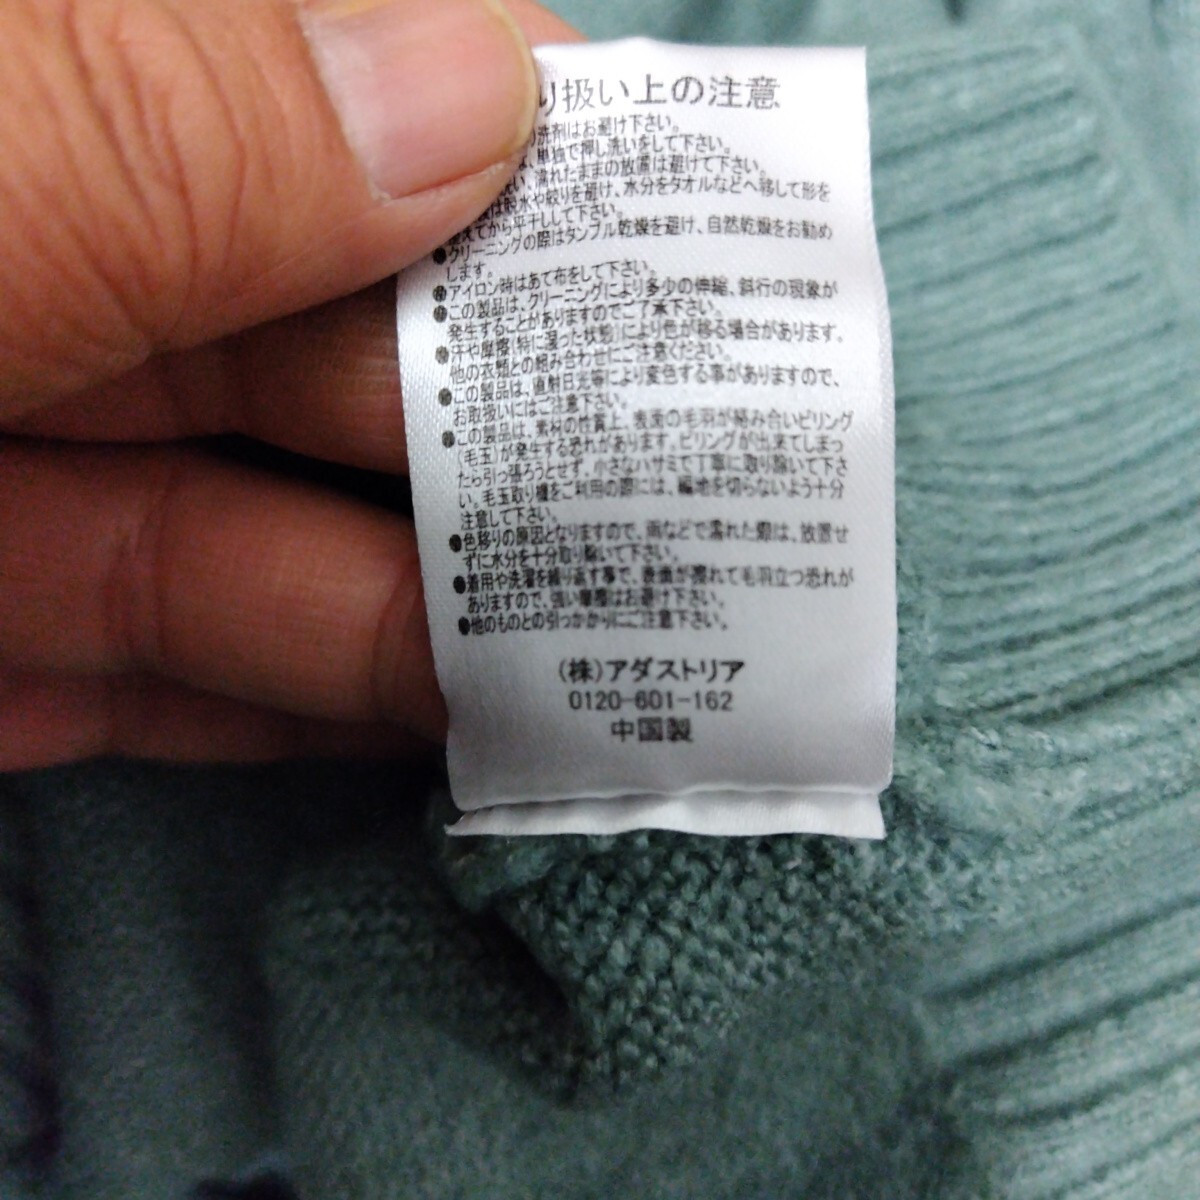 り扱い上の注意
洗剤はお避け下さい。
単独で押し洗いをして下さい。
濡れたままの放置は避けて下さい。
は脱水や絞りを避け、水分をタオルなどへ移して形を
整えてから平干しして下さい。
●クリーニングの際はタンブル乾燥を避け、自然乾燥をお勧め
します。
●アイロン時はあて布をして下さい。
●この製品は、クリーニングにより多少の伸縮、斜行の現象が
発生することがありますのでご了承下さい。
●汗や摩擦(特に湿った状態)により色が移る場合があります。
他の衣類との組み合わせにご注意ください。
●この製品は、直射日光等により変色する事がありますので、
お取扱いにはご注意下さい。
●この製品は、素材の性質上、表面の毛羽が絡み合いピリング
(毛玉)が発生する恐れがあります。ピリングが出来てしまっ
たら引っ張ろうとせず、小さなハサミで丁寧に取り除いて下さ
い。毛玉取り機をご利用の際には、編地を切らないよう十分
注意して下さい。
●色移りの原因となりますので、雨などで濡れた際は、放置せ
ずに水分を十分取り除いて下さい。
●着用や洗濯を繰り返す事で、表面が擦れて毛羽立つ恐れが
ありますので、強い摩擦はお避け下さい。
●他のものとの引っかかりにご注意下さい。
(株)アダストリア
0120-601-162
中国製